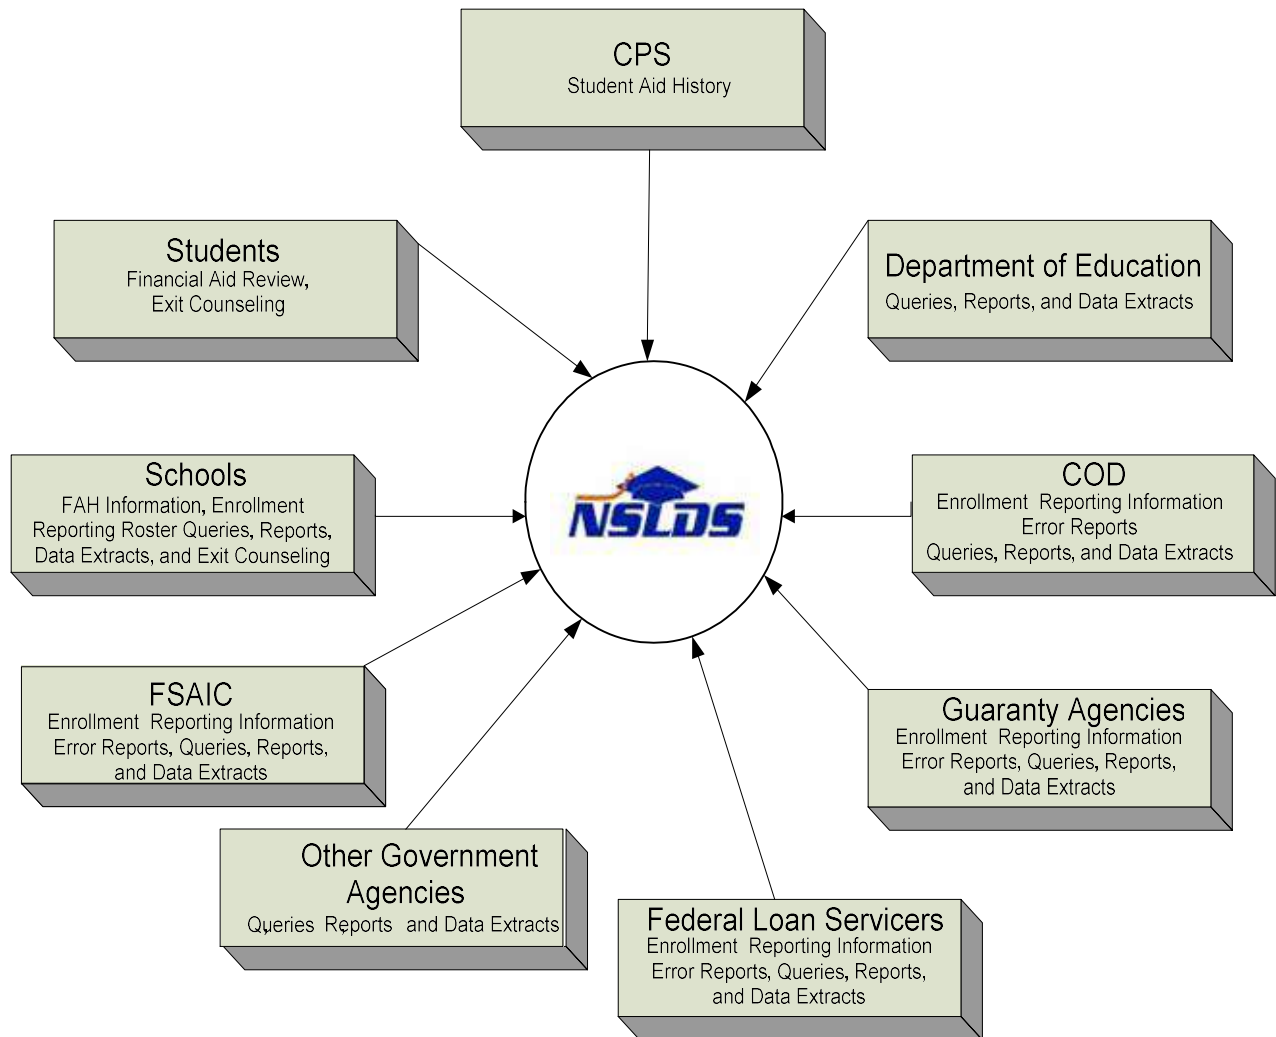 CPS
Student Aid History
Students
Financial Aid Review,
Exit Counseling
Department of Education
Queries, Reports, and Data Extracts
NSLDS
Schools
FAH Information, Enrollment
Reporting Roster Queries, Reports,
Data Extracts, and Exit Counseling
COD
Enrollment Reporting Information
Error Reports
Queries, Reports, and Data Extracts
FSAIC
Enrollment Reporting Information
Error Reports, Queries, Reports,
and Data Extracts
Guaranty Agencies
Enrollment Reporting Information
Error Reports, Queries, Reports,
and Data Extracts
Other Government
Agencies
Queries, Reports, and Data Extracts
Federal Loan Servicers
Enrollment Reporting Information
Error Reports, Queries, Reports,
and Data Extracts